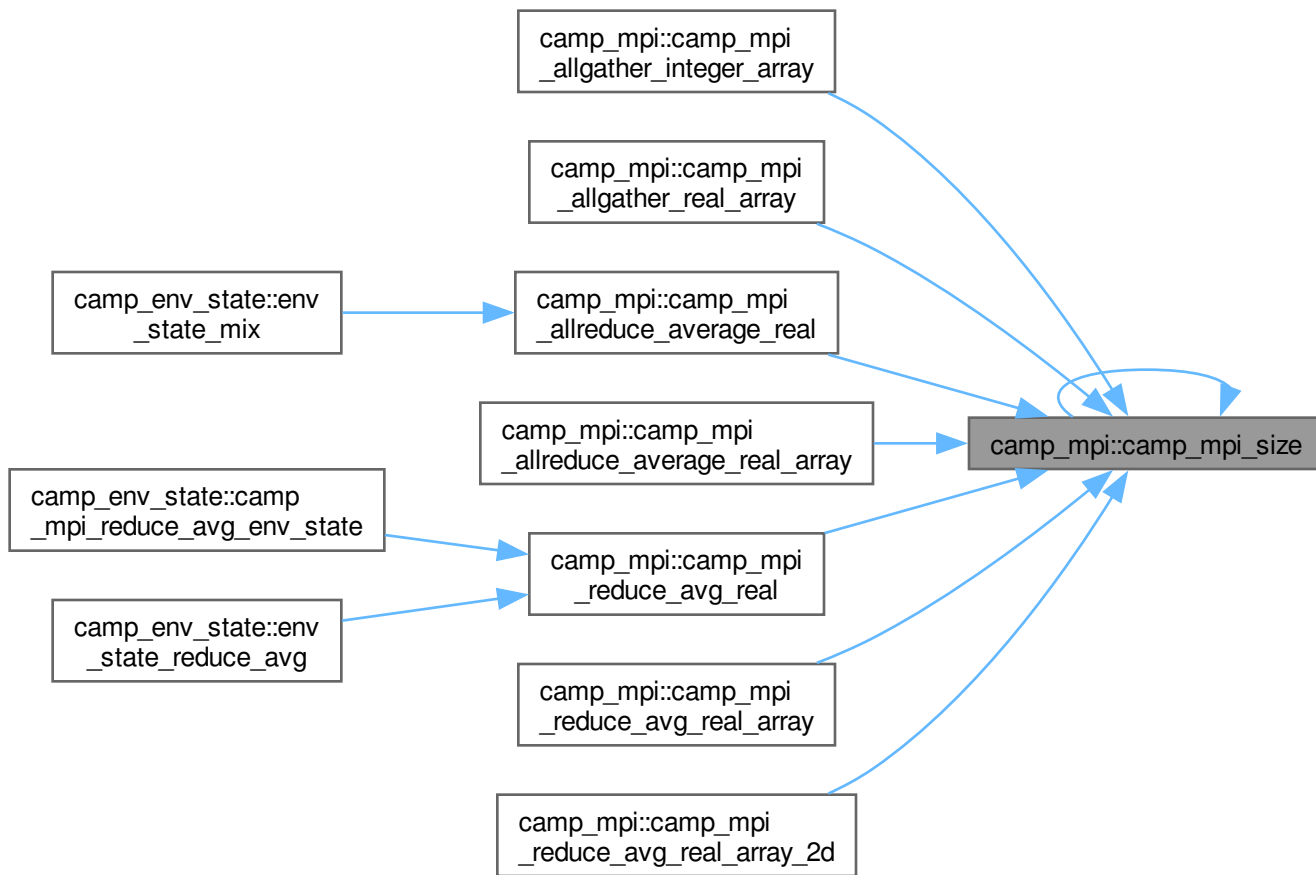 camp_mpi::camp_mpi
_allgather_integer_array
camp_mpi::camp_mpi
_allgather_real_array
camp_env_state::env
_state_mix
camp_mpi::camp_mpi
_allreduce_average_real
camp_mpi::camp_mpi
_allreduce_average_real_array
camp_mpi::camp_mpi_size
camp_env_state::camp
_mpi_reduce_avg_env_state
camp_mpi::camp_mpi
_reduce_avg_real
camp_env_state::env
_state_reduce_avg
camp_mpi::camp_mpi
_reduce_avg_real_array
camp_mpi::camp_mpi
_reduce_avg_real_array_2d